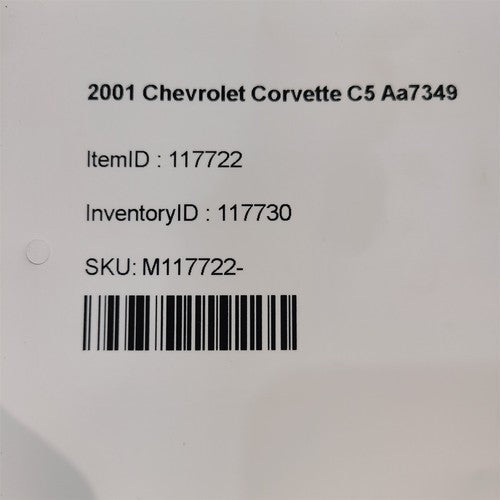 2001 Chevrolet Corvette C5 Aa7349
ItemID : 117722
InventoryID : 117730
SKU: M117722-